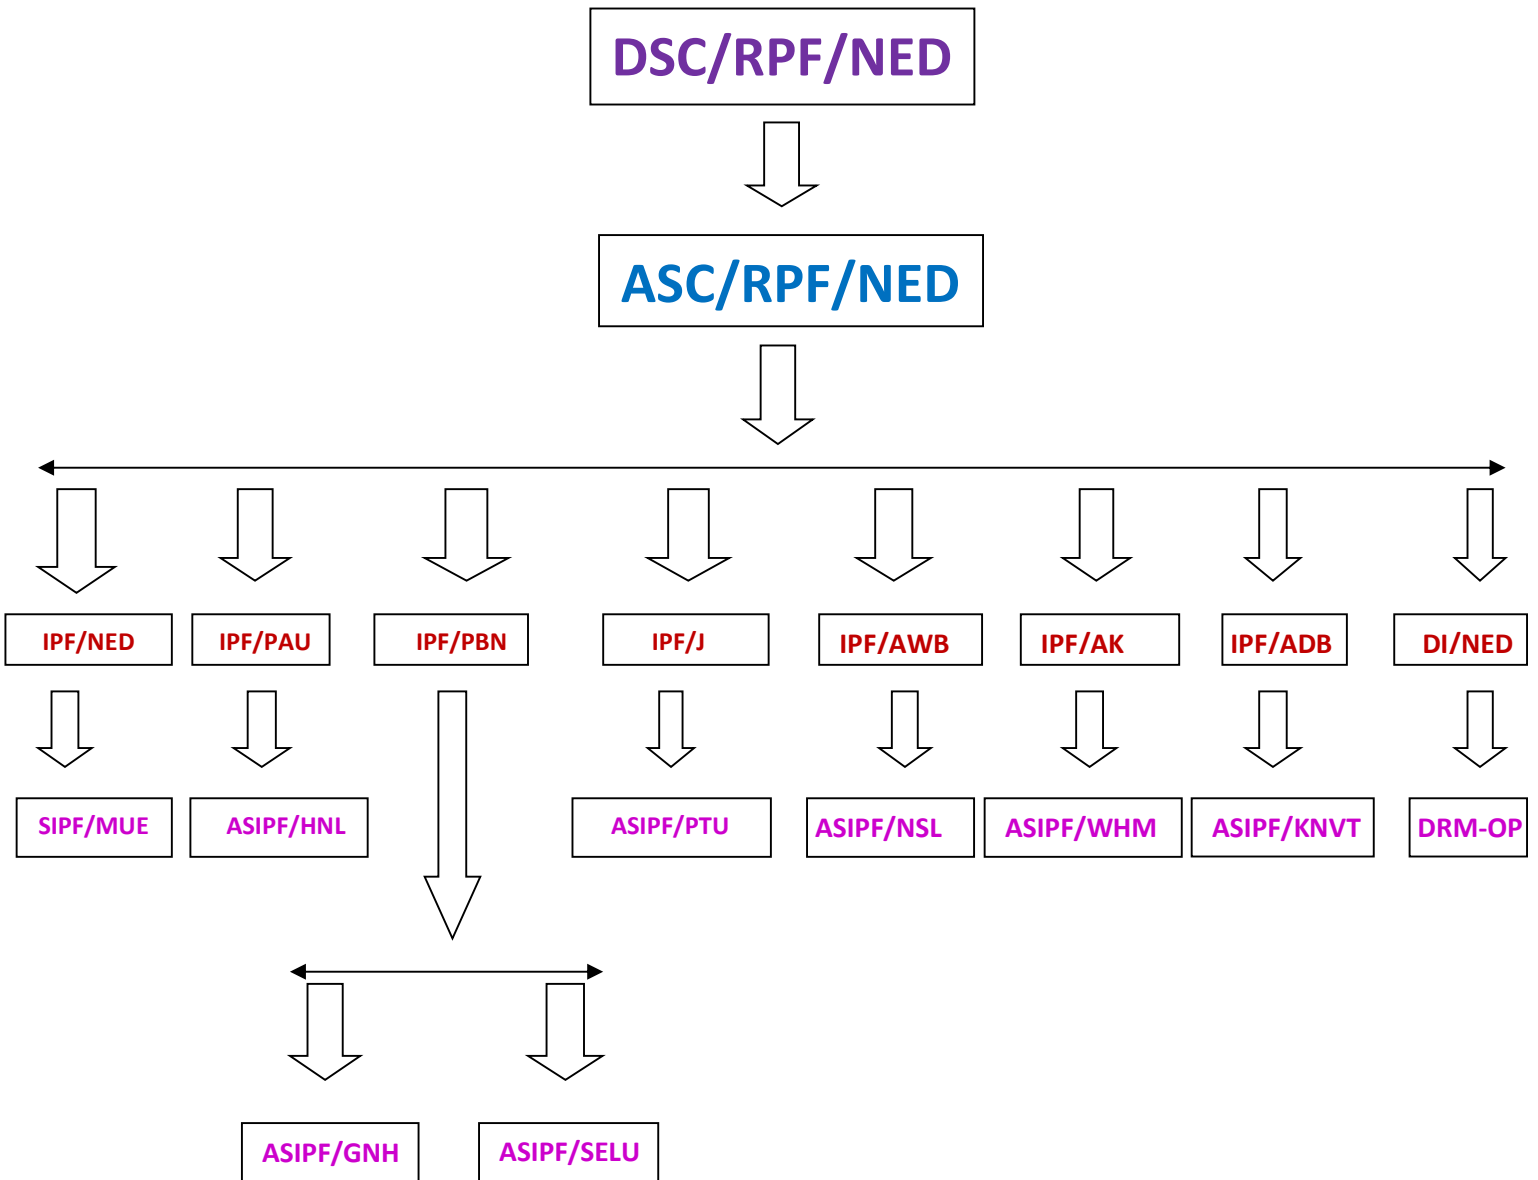 DSC/RPF/NED
ASC/RPF/NED
IPF/NED
IPF/PAU
IPF/PBN
IPF/J
IPF/AWB
IPF/AK
IPF/ADB
DI/NED
SIPF/MUE
ASIPF/HNL
ASIPF/PTU
ASIPF/NSL
ASIPF/WHM
ASIPF/KNVT
DRM-OP
ASIPF/GNH
ASIPF/SELU